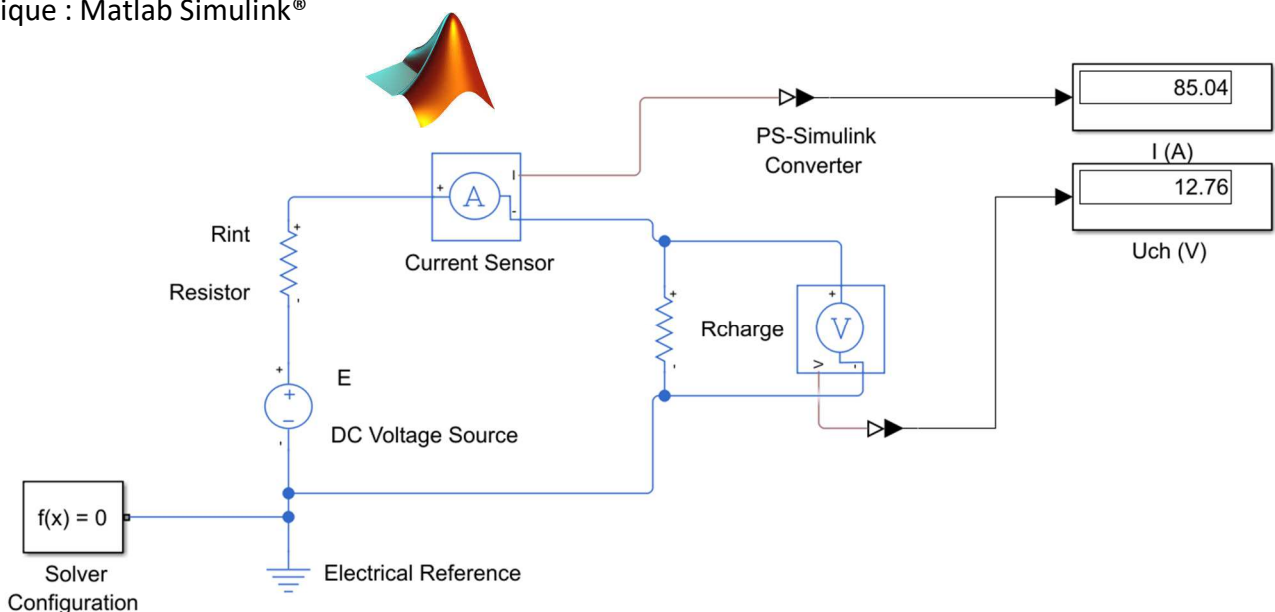 ique : Matlab Simulink®
85.04
PS-Simulink
Converter
I (A)
12.76
Uch (V)
I
+
A
-
Current Sensor
Rint
+
Resistor
-
+
Rcharge
-
+
V
V
-
+
E
+
−
DC Voltage Source
-
f(x) = 0
Solver
Configuration
Electrical Reference